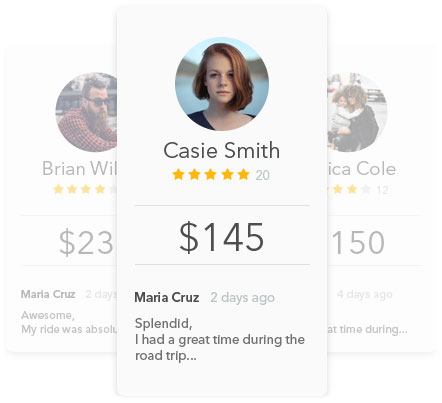 Casie Smith
20
$145
Maria Cruz 2 days ago
Splendid,
I had a great time during the
road trip...
Brian Wil
$23
Maria Cruz 2 days
Awesome,
My ride was absolu
ica Cole
12
150
4 days ago
at time during...